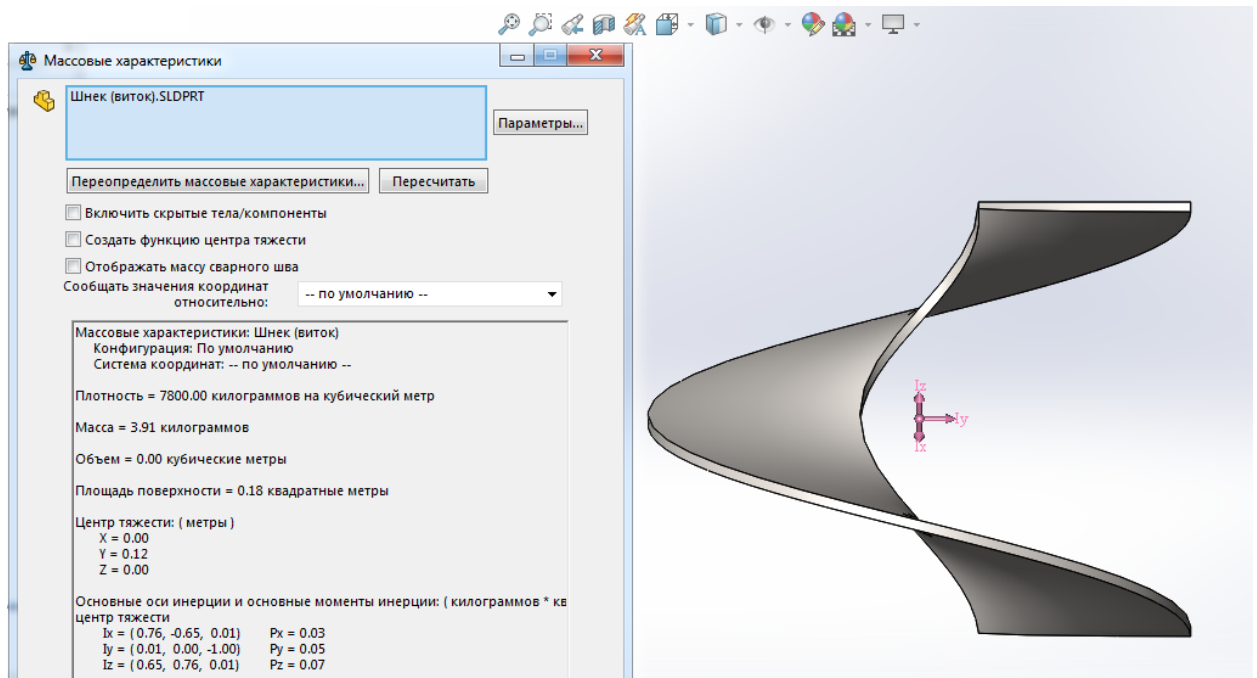 Массовые характеристики
Шнек (виток).SLDPRT
Параметры...
Переопределить массовые характеристики...
Пересчитать
Включить скрытые тела/компоненты
Создать функцию центра тяжести
Отображать массу сварного шва
Сообщать значения координат
относительно:
-- по умолчанию --
Массовые характеристики: Шнек (виток)
Конфигурация: По умолчанию
Система координат: -- по умолчанию --
Плотность = 7800.00 килограммов на кубический метр
Масса = 3.91 килограммов
Объем = 0.00 кубические метры
Площадь поверхности = 0.18 квадратные метры
Центр тяжести: ( метры )
X = 0.00
Y = 0.12
Z = 0.00
Основные оси инерции и основные моменты инерции: ( килограммов * кв
центр тяжести
Ix = ( 0.76, -0.65, 0.01) Px = 0.03
Iy = ( 0.01, 0.00, -1.00) Py = 0.05
Iz = ( 0.65, 0.76, 0.01) Pz = 0.07
Iz
Iy
Ix